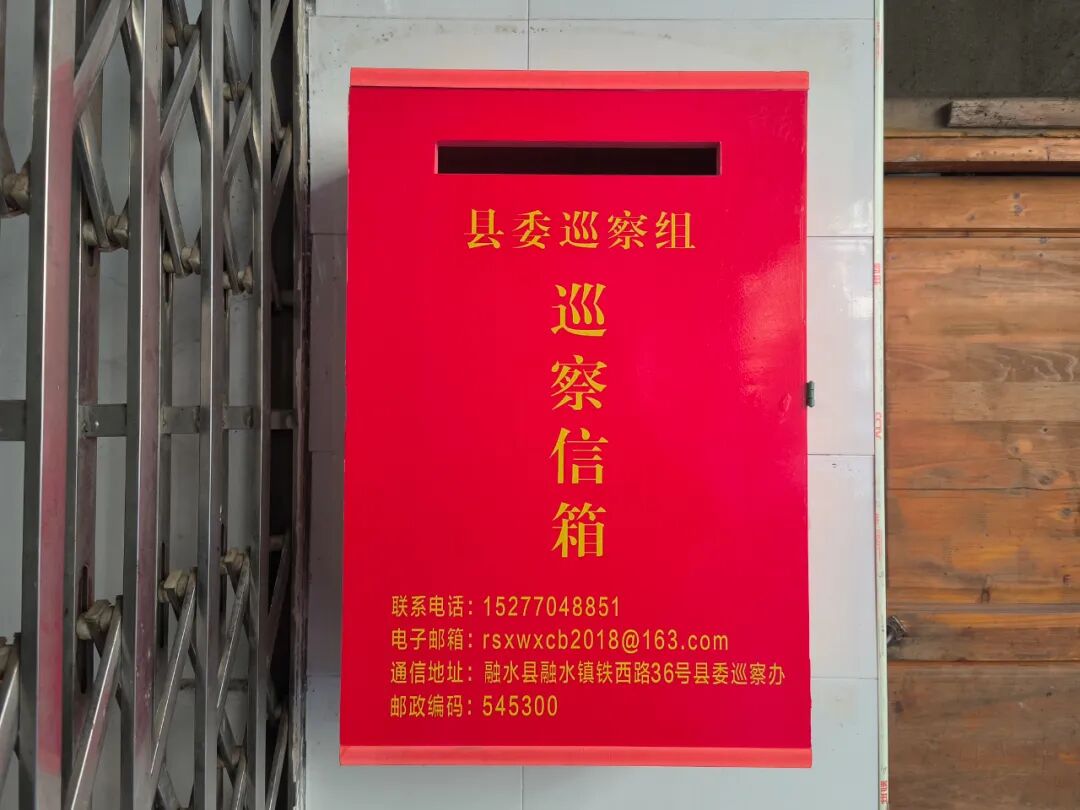 县委巡察组
巡察信箱
联系电话：15277048851
电子邮箱：rsxwxcb2018@163.com
通信地址：融水县融水镇铁西路36号县委巡察办
邮政编码：545300